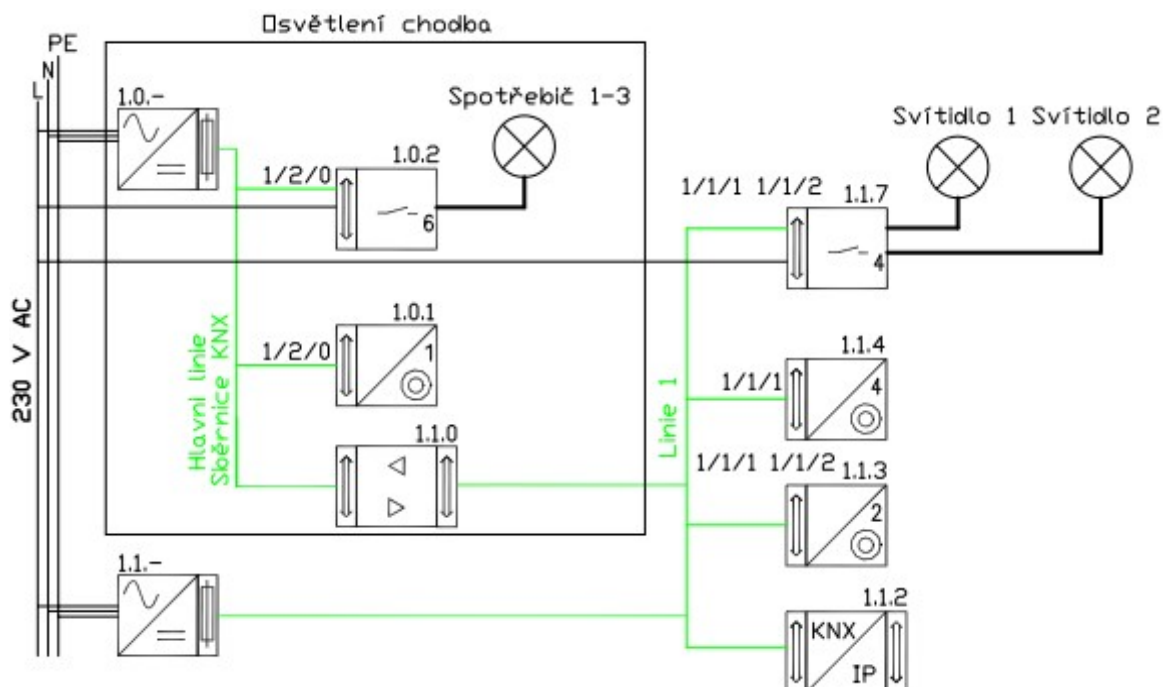 Osvětlení chodba
PE
N
L
1.0.-
Spotřebič 1-3
Svítidlo 1 Svítidlo 2
1.0.2
1/2/0
6
1/1/1 1/1/2
1.1.7
4
230 V AC
Hlavní linie
Sběrnice KNX
1.0.1
1/2/0
1
Linie 1
1.1.4
1/1/1
4
1.1.0
1/1/1 1/1/2
1.1.3
2
1.1.-
1.1.2
KNX
IP